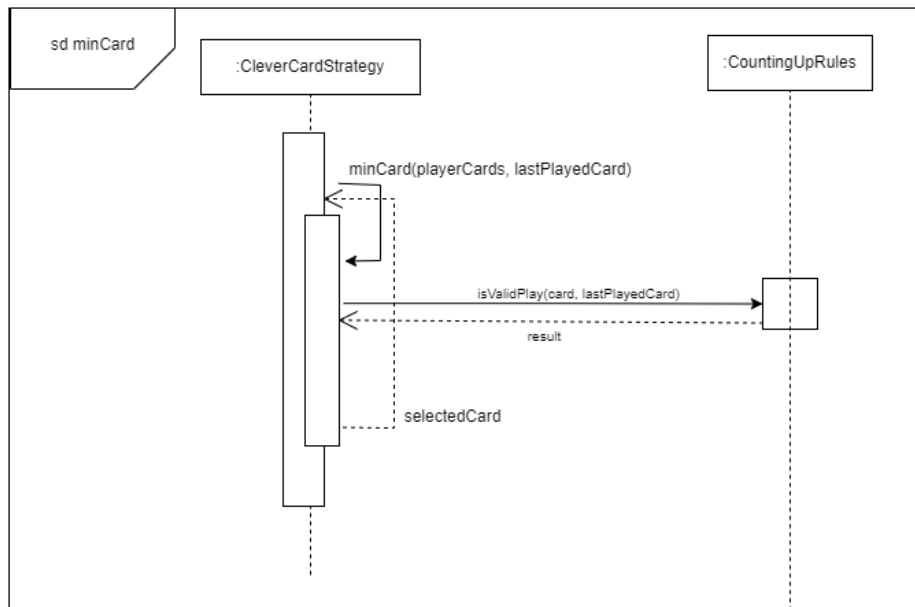 sd minCard
:CleverCardStrategy
:CountingUpRules
minCard(playerCards, lastPlayedCard)
isValidPlay(card, lastPlayedCard)
result
selectedCard